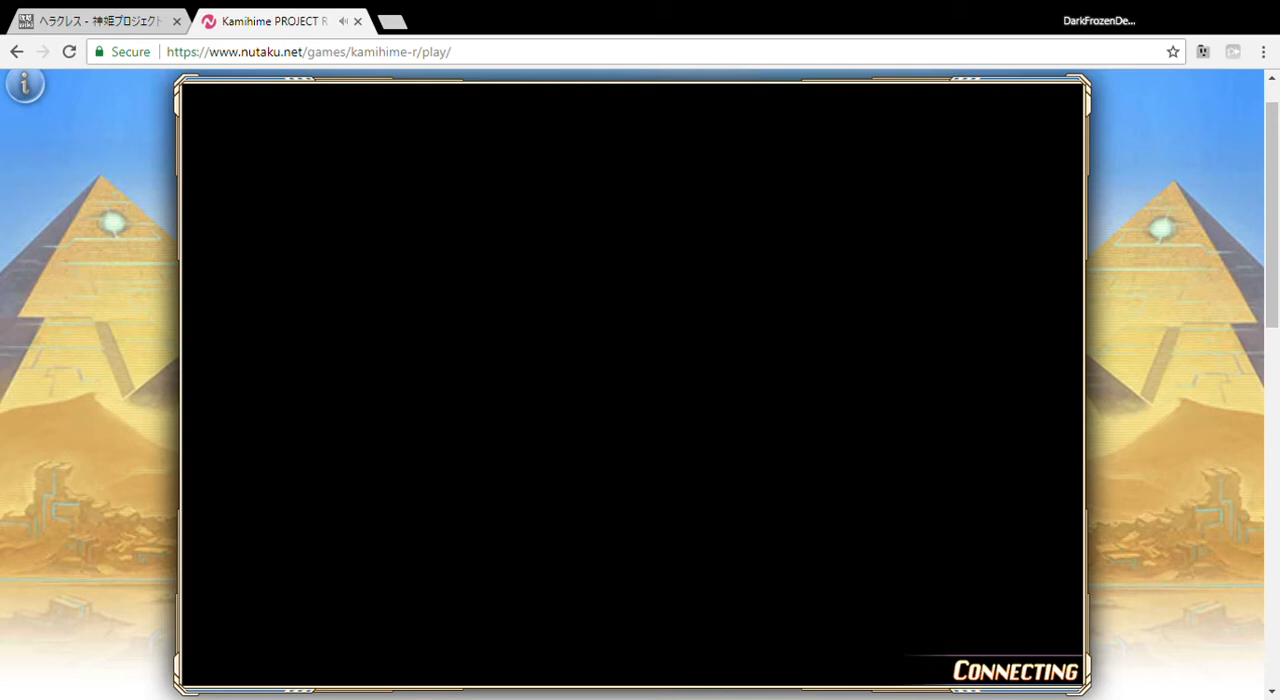 ヘラクレス - 神姫プロジェクト
Kamihime PROJECT R
DarkFrozenDe...
Secure
https://www.nutaku.net/games/kamihime-r/play/
i
CONNECTING